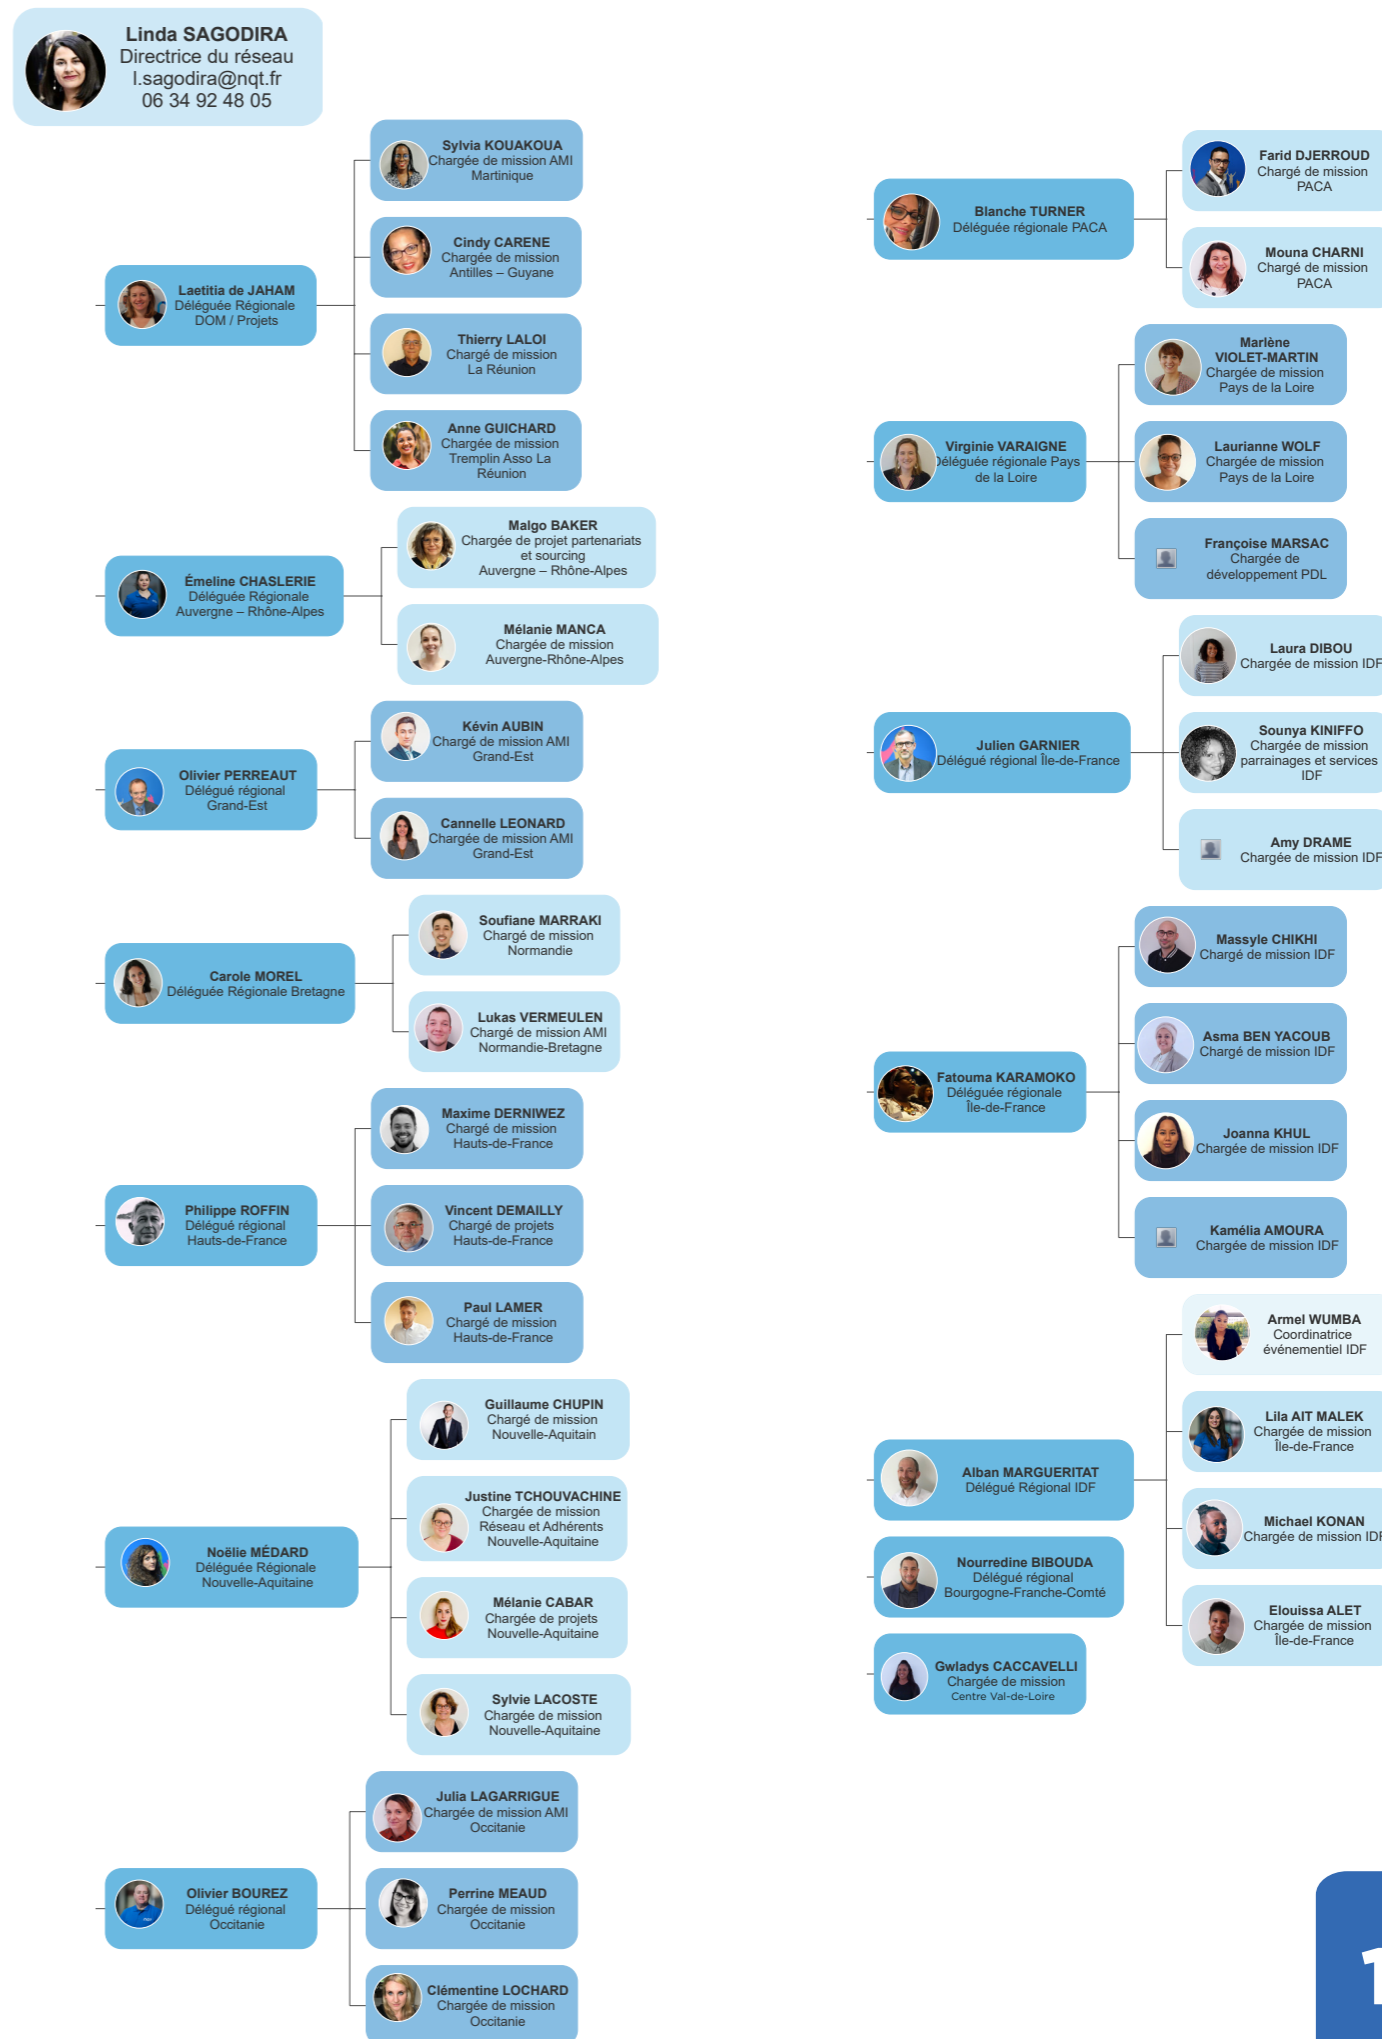 Linda SAGODIRA
Directrice du réseau
l.sagodira@nqt.fr
06 34 92 48 05
Laetitia de JAHAM
Déléguée Régionale
DOM / Projets
Sylvia KOUAKOUA
Chargée de mission AMI
Martinique
Cindy CARENE
Chargée de mission
Antilles – Guyane
Thierry LALOI
Chargé de mission
La Réunion
Anne GUICHARD
Chargée de mission
Tremplin Asso La
Réunion
Émeline CHASLERIE
Déléguée Régionale
Auvergne – Rhône-Alpes
Malgo BAKER
Chargée de projet partenariats
et sourcing
Auvergne – Rhône-Alpes
Mélanie MANCA
Chargée de mission
Auvergne-Rhône-Alpes
Olivier PERREAUT
Délégué régional
Grand-Est
Kévin AUBIN
Chargé de mission AMI
Grand-Est
Cannelle LEONARD
Chargée de mission AMI
Grand-Est
Carole MOREL
Déléguée Régionale Bretagne
Soufiane MARRAKI
Chargé de mission
Normandie
Lukas VERMEULEN
Chargé de mission AMI
Normandie-Bretagne
Philippe ROFFIN
Délégué régional
Hauts-de-France
Maxime DERNIWEZ
Chargé de mission
Hauts-de-France
Vincent DEMAILLY
Chargé de projets
Hauts-de-France
Paul LAMER
Chargé de mission
Hauts-de-France
Noëlie MÉDARD
Déléguée Régionale
Nouvelle-Aquitaine
Guillaume CHUPIN
Chargé de mission
Nouvelle-Aquitain
Justine TCHOUVACHINE
Chargée de mission
Réseau et Adhérents
Nouvelle-Aquitaine
Mélanie CABAR
Chargée de projets
Nouvelle-Aquitaine
Sylvie LACOSTE
Chargée de mission
Nouvelle-Aquitaine
Olivier BOUREZ
Délégué régional
Occitanie
Julia LAGARRIGUE
Chargée de mission AMI
Occitanie
Perrine MEAUD
Chargée de mission
Occitanie
Clémentine LOCHARD
Chargée de mission
Occitanie
Blanche TURNER
Déléguée régionale PACA
Farid DJERROUD
Chargé de mission
PACA
Mouna CHARNI
Chargé de mission
PACA
Virginie VARAIGNE
Déléguée régionale Pays
de la Loire
Marlène
VIOLET-MARTIN
Chargée de mission
Pays de la Loire
Laurianne WOLF
Chargée de mission
Pays de la Loire
Françoise MARSAC
Chargée de
développement PDL
Julien GARNIER
Délégué régional Île-de-France
Laura DIBOU
Chargée de mission IDF
Sounya KINIFFO
Chargée de mission
parrainages et services
IDF
Amy DRAME
Chargée de mission IDF
Fatouma KARAMOKO
Déléguée régionale
Île-de-France
Massyle CHIKHI
Chargé de mission IDF
Asma BEN YACOUB
Chargé de mission IDF
Joanna KHUL
Chargée de mission IDF
Kamélia AMOURA
Chargée de mission IDF
Alban MARGUERITAT
Délégué Régional IDF
Armel WUMBA
Coordinatrice
événementiel IDF
Lila AIT MALEK
Chargée de mission
Île-de-France
Michael KONAN
Chargée de mission IDF
Elouissa ALET
Chargée de mission
Île-de-France
Nourredine BIBOUDA
Délégué régional
Bourgogne-Franche-Comté
Gwladys CACCAVELLI
Chargée de mission
Centre Val-de-Loire
1